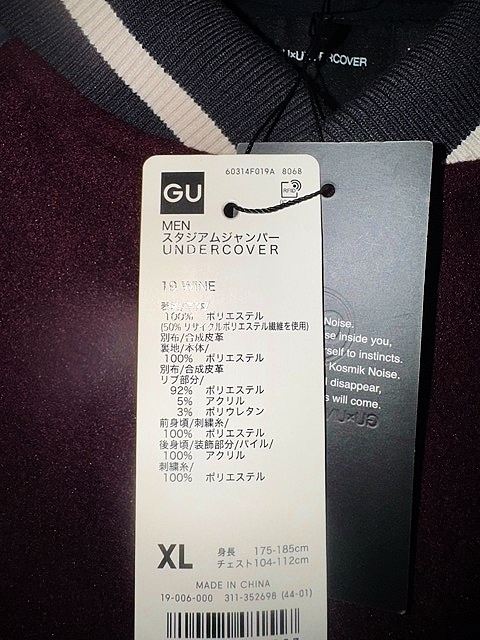 UNDERCOVER
60314F019A 8068
GU
RFID
MEN
スタジアムジャンパー
UNDERCOVER
19 WINE
100% ポリエステル
(50% リサイクルポリエステル繊維を使用)
別布/合成皮革
裏地/本体/
100% ポリエステル
別布/合成皮革
リブ部分/
92% ポリエステル
5% アクリル
3% ポリウレタン
前身頃/刺繍糸/
100% ポリエステル
後身頃/装飾部分/パイル/
100% アクリル
刺繍糸/
100% ポリエステル
XL 身長 175-185cm
チェスト 104-112cm
MADE IN CHINA
19-006-000 311-352698 (44-01)
Noise.
se inside you,
rself to instincts.
Kosmik Noise.
disappear,
s will come.